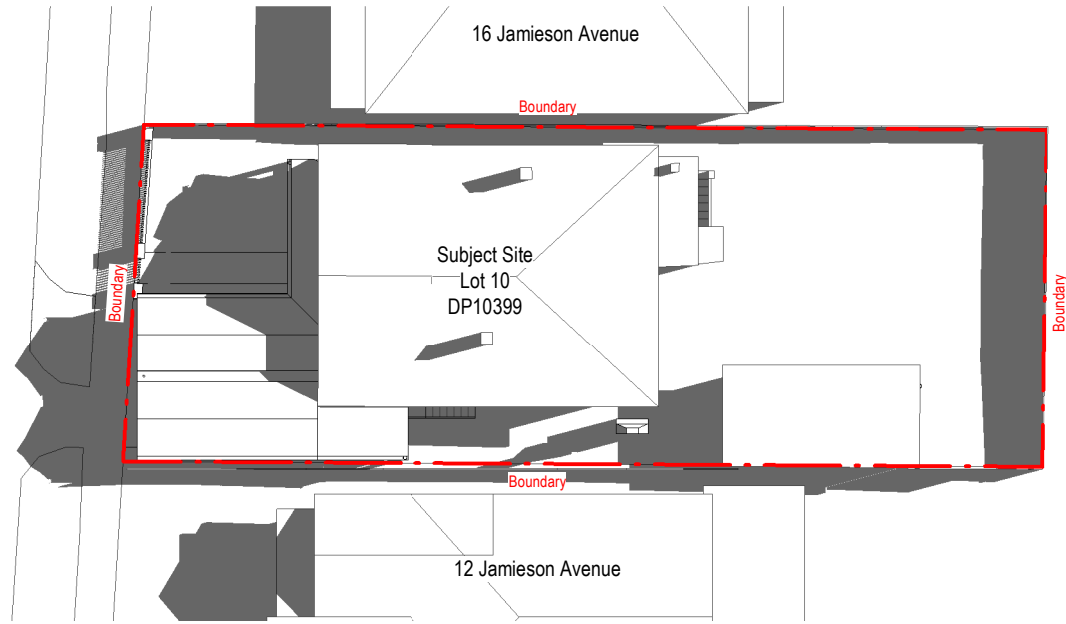 16 Jamieson Avenue
Boundary
Subject Site
Lot 10
DP10399
Boundary
Boundary
Boundary
12 Jamieson Avenue